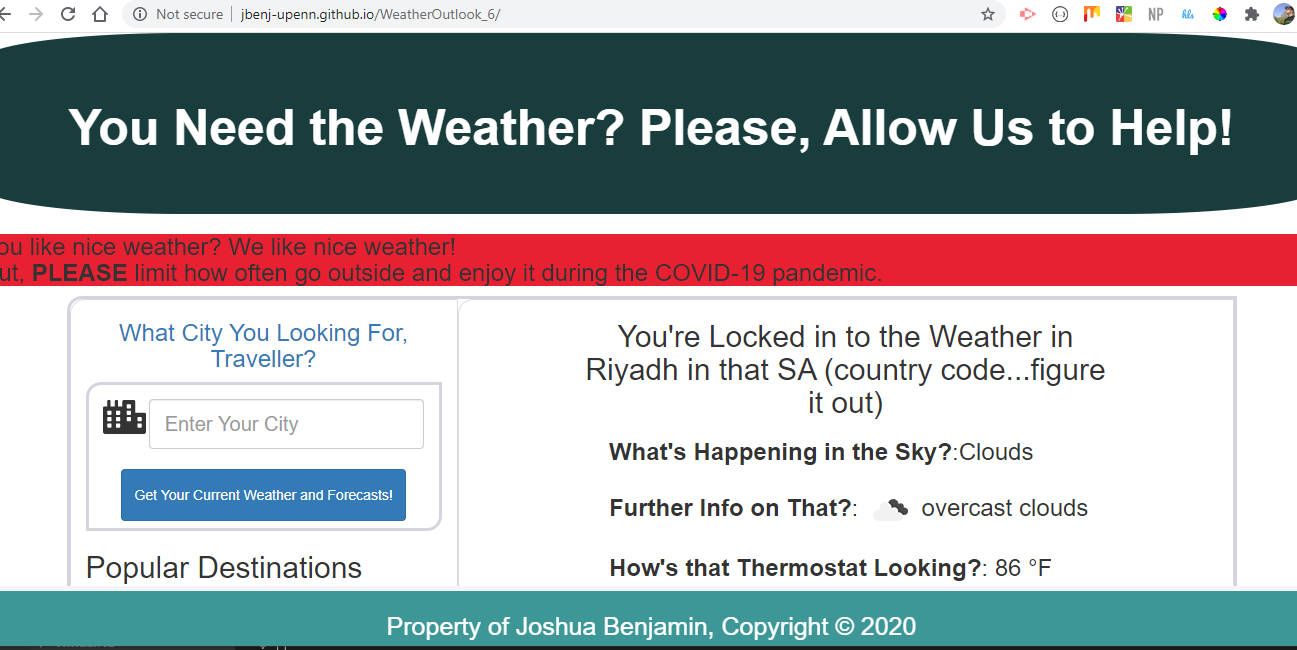 Not secure | jbenj-upenn.github.io/WeatherOutlook_6/
NP
hls
You Need the Weather? Please, Allow Us to Help!
ou like nice weather? We like nice weather!
ut, PLEASE limit how often go outside and enjoy it during the COVID-19 pandemic.
What City You Looking For,
Traveller?
Enter Your City
Get Your Current Weather and Forecasts!
Popular Destinations
You're Locked in to the Weather in
Riyadh in that SA (country code...figure
it out)
What's Happening in the Sky?:Clouds
Further Info on That?: overcast clouds
How's that Thermostat Looking?: 86 °F
Property of Joshua Benjamin, Copyright © 2020